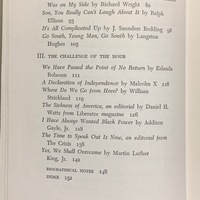 Was on My Side by Richard Wright 82
Son, You Really Can't Laugh About It by Ralph
Ellison 93
It's All Complicated Up by J. Saunders Redding 98
Go South, Young Man, Go South by Langston
Hughes 105
III. THE CHALLENGE OF THE HOUR
We Have Passed the Point of No Return by Eslanda
Robeson 111
A Declaration of Independence by Malcolm X 116
Where Do We Go from Here? by William
Strickland 119
The Sickness of America, an editorial by Daniel H.
Watts from Liberator magazine 126
I Have Always Wanted Black Power by Addison
Gayle, Jr. 128
The Time to Speak Out Is Now, an editorial from
The Crisis 138
Yes, We Shall Overcome by Martin Luther
King, Jr. 141
BIOGRAPHICAL NOTES 148
INDEX 151